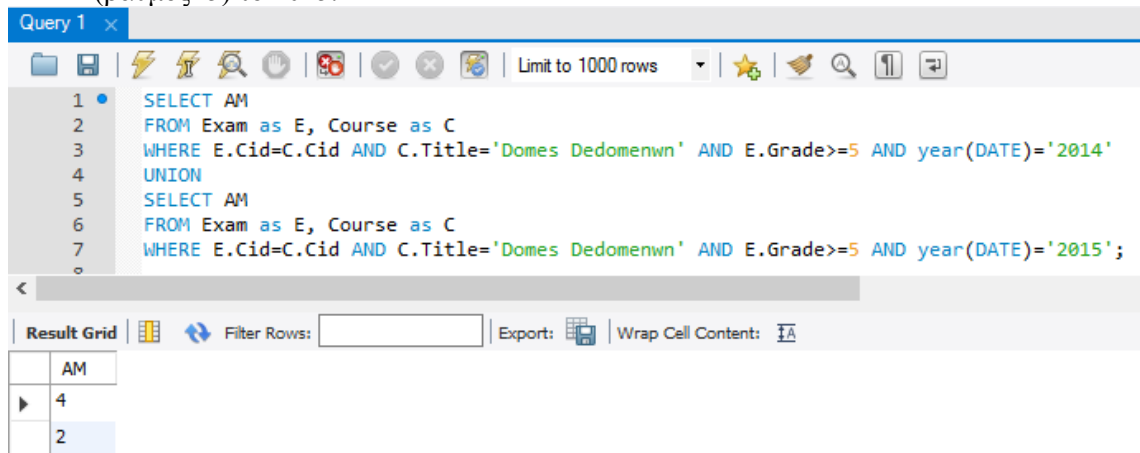 Query 1
Limit to 1000 rows
1 SELECT AM
2 FROM Exam as E, Course as C
3 WHERE E.Cid=C.Cid AND C.Title='Domes Dedomenwn' AND E.Grade>=5 AND year(DATE)='2014'
4 UNION
5 SELECT AM
6 FROM Exam as E, Course as C
7 WHERE E.Cid=C.Cid AND C.Title='Domes Dedomenwn' AND E.Grade>=5 AND year(DATE)='2015';
Result Grid Filter Rows: Export: Wrap Cell Content: IA
AM
4
2